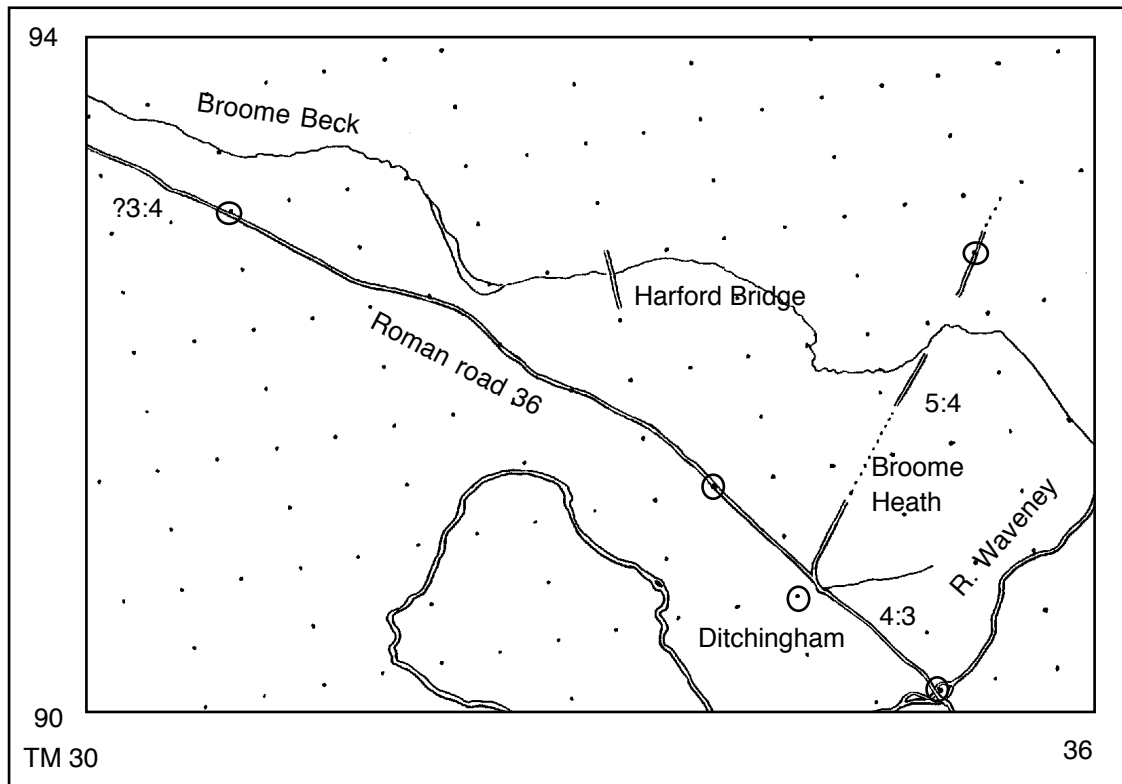 94
Broome Beck
?3:4
Harford Bridge
Roman road 36
5:4
Broome
Heath
R. Waveney
4:3
Ditchingham
90
TM 30
36